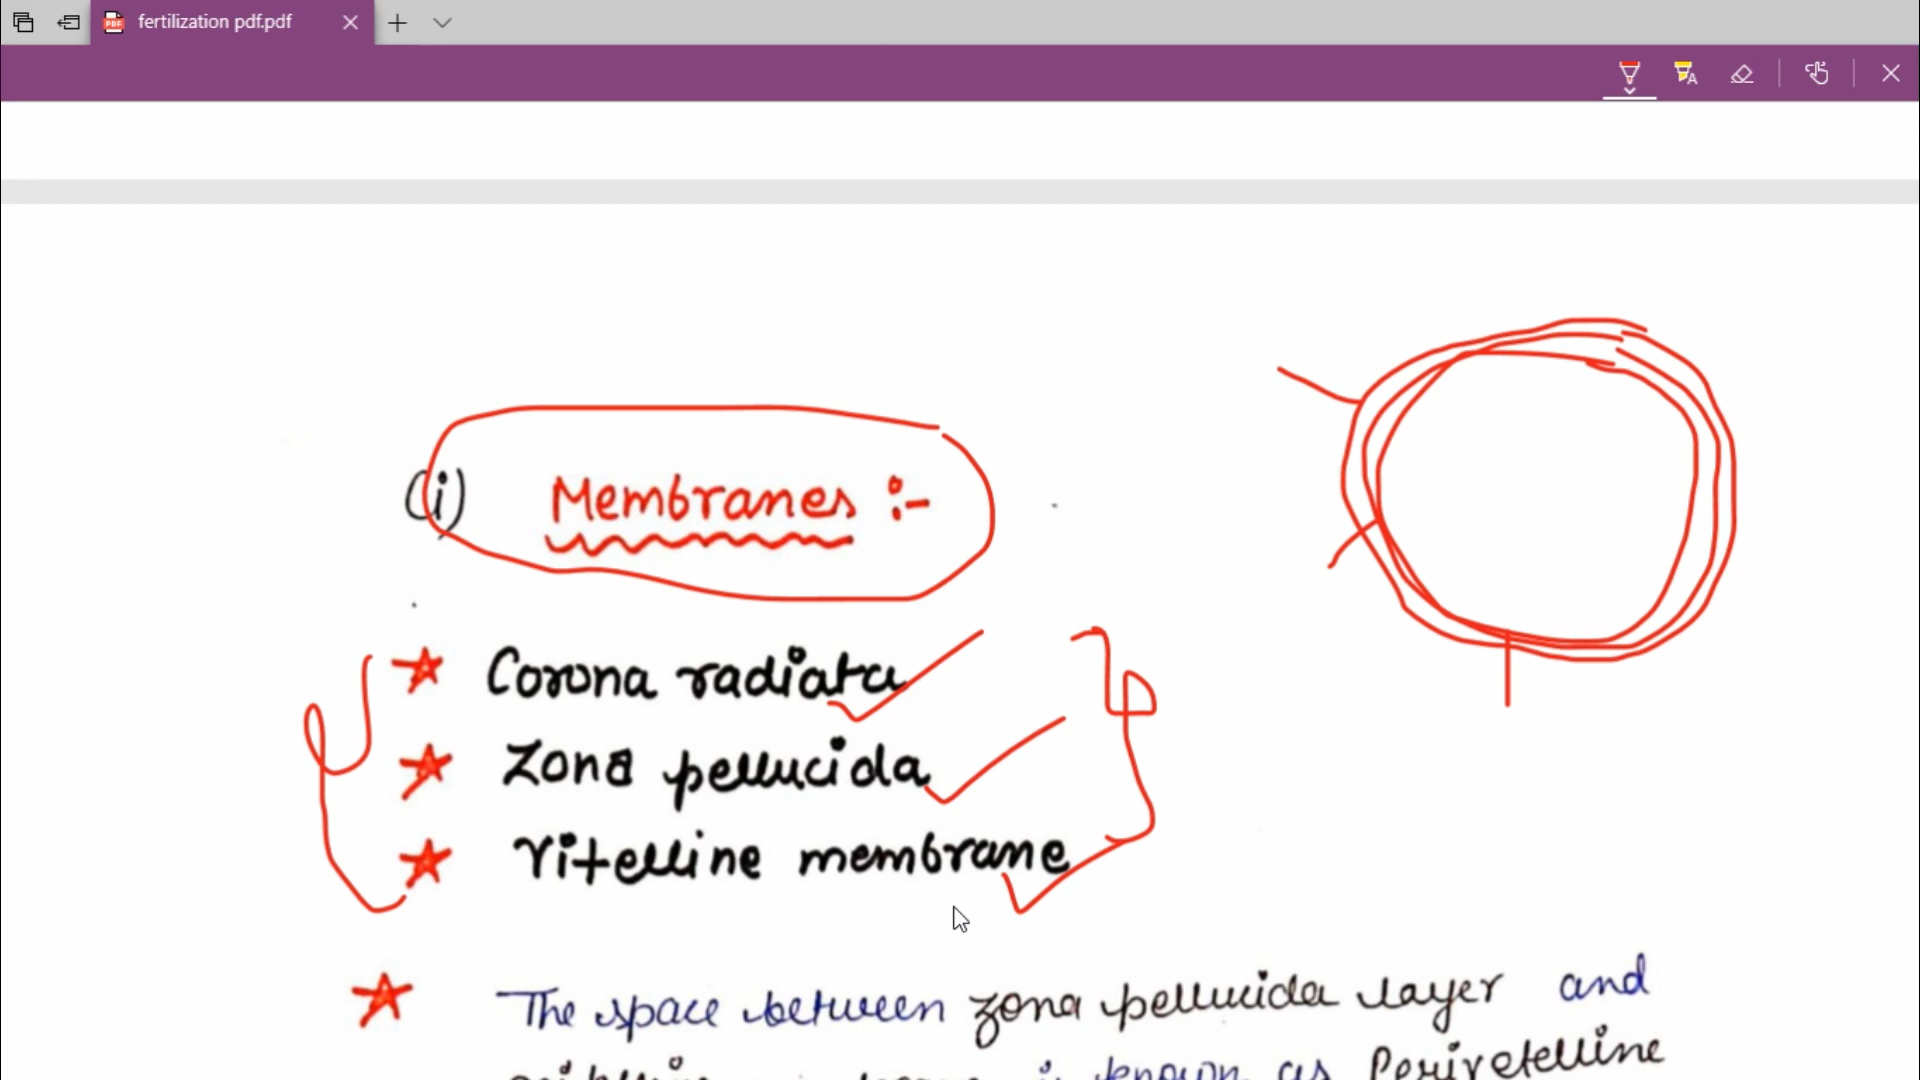 fertilization pdf.pdf
(i) Membranes :-
Corona radiata
Zona pellucida
Vitelline membrane
The space between zona pellucida layer and
is known as Perivetelline